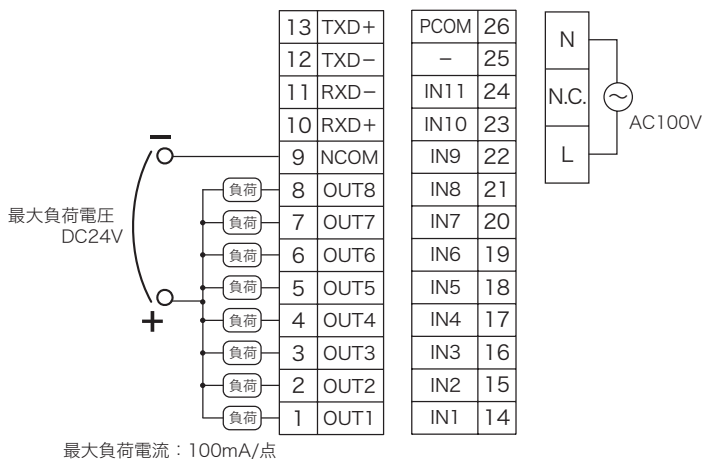 13 TXD+ PCOM 26
12 TXD− − 25
11 RXD− IN11 24
10 RXD+ IN10 23
9 NCOM IN9 22
8 OUT8 IN8 21
7 OUT7 IN7 20
6 OUT6 IN6 19
5 OUT5 IN5 18
4 OUT4 IN4 17
3 OUT3 IN3 16
2 OUT2 IN2 15
1 OUT1 IN1 14
N
N.C.
L
AC100V
−
最大負荷電圧
DC24V
+
負荷
負荷
負荷
負荷
負荷
負荷
負荷
負荷
最大負荷電流：100mA/点